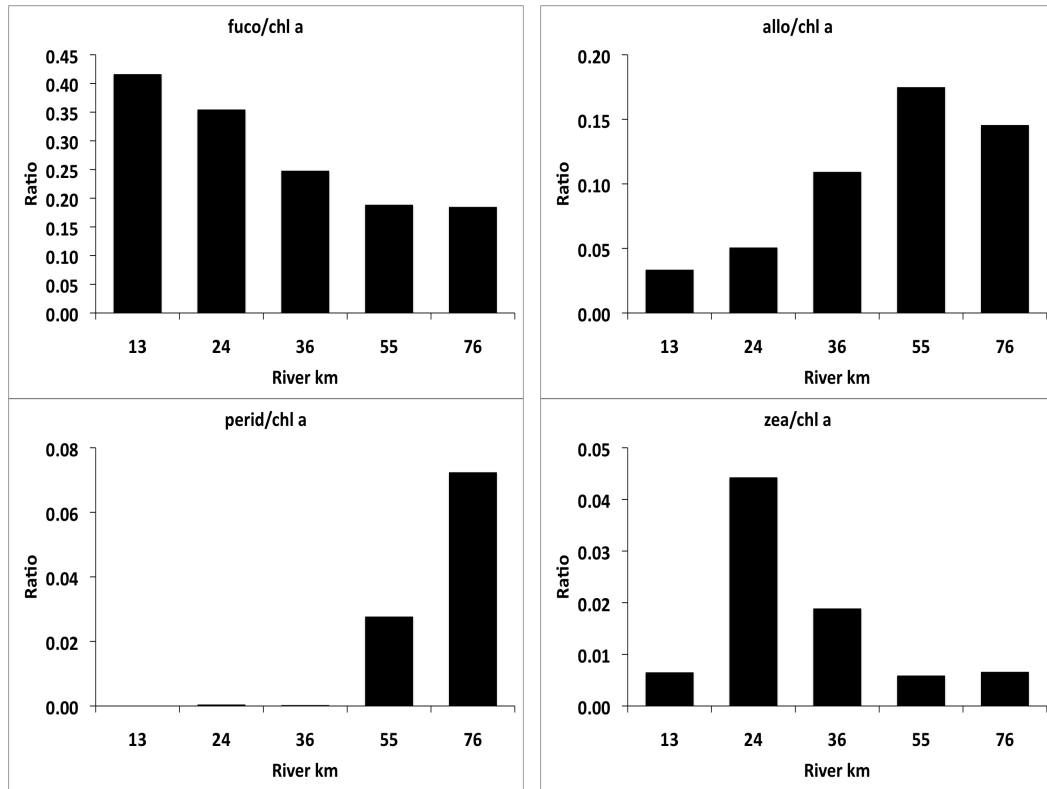 fuco/chl a
0.45
0.40
0.35
0.30
0.25
0.20
0.15
0.10
0.05
0.00
Ratio
13 24 36 55 76
River km
allo/chl a
0.20
0.15
0.10
0.05
0.00
Ratio
13 24 36 55 76
River km
perid/chl a
0.08
0.06
0.04
0.02
0.00
Ratio
13 24 36 55 76
River km
zea/chl a
0.05
0.04
0.03
0.02
0.01
0.00
Ratio
13 24 36 55 76
River km